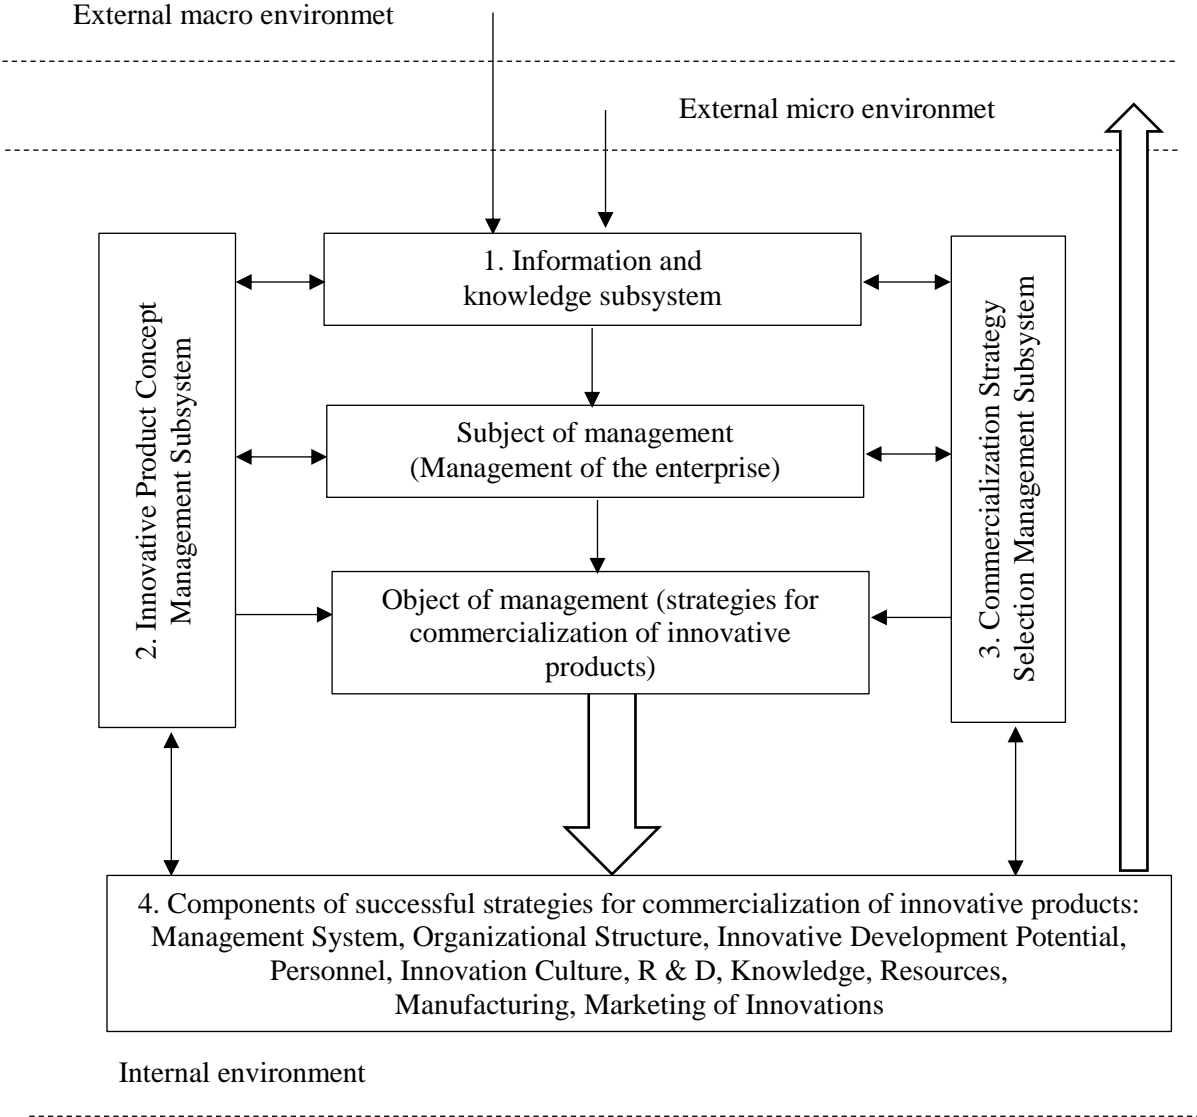 External macro environmet
External micro environmet
1. Information and
knowledge subsystem
2. Innovative Product Concept
Management Subsystem
3. Commercialization Strategy
Selection Management Subsystem
Subject of management
(Management of the enterprise)
Object of management (strategies for
commercialization of innovative
products)
4. Components of successful strategies for commercialization of innovative products:
Management System, Organizational Structure, Innovative Development Potential,
Personnel, Innovation Culture, R & D, Knowledge, Resources,
Manufacturing, Marketing of Innovations
Internal environment